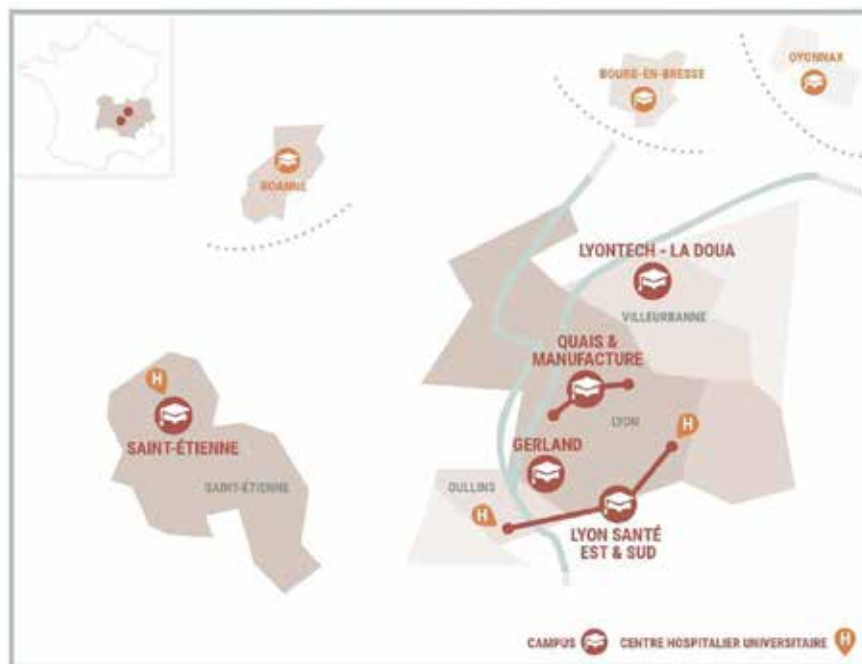 BOURG-EN-BRESSE
OYONNAX
ROANNE
LYONTECH - LA DOUA
VILLEURBANNE
QUAIS &
MANUFACTURE
H
SAINT-ÉTIENNE
LYON
H
GERLAND
SAINT-ÉTIENNE
OULLINS
H
LYON SANTÉ
EST & SUD
CAMPUS
CENTRE HOSPITALIER UNIVERSITAIRE
H